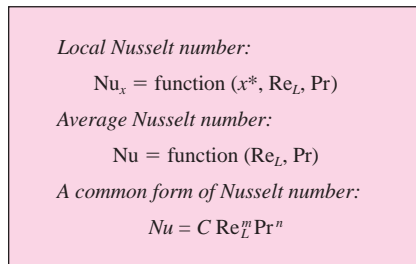 Local Nusselt number:
Nuₓ = function (x*, Re_L, Pr)
Average Nusselt number:
Nu = function (Re_L, Pr)
A common form of Nusselt number:
Nu = C Re_L^m Pr^n